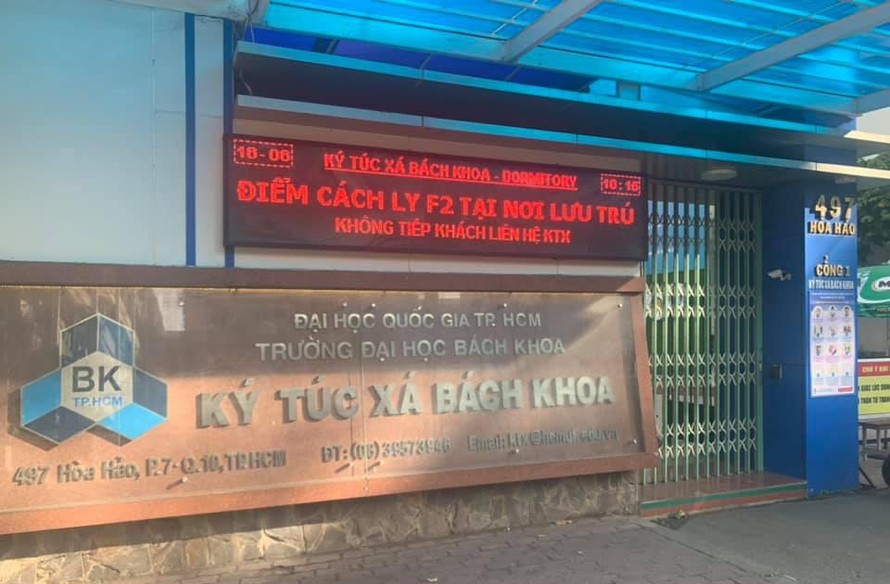 16-06
KÝ TÚC XÁ BÁCH KHOA - DORMITORY
16:16
ĐIỂM CÁCH LY F2 TẠI NƠI LƯU TRÚ
KHÔNG TIẾP KHÁCH LIÊN HỆ KTX
ĐẠI HỌC QUỐC GIA TP. HCM
TRƯỜNG ĐẠI HỌC BÁCH KHOA
KÝ TÚC XÁ BÁCH KHOA
BK
TP.HCM
497 Hòa Hảo, P.7-Q.10, TP.HCM
ĐT: (08) 39573946
Email:
497
HÒA HẢO
CỔNG 1
KÝ TÚC XÁ BÁCH KHOA